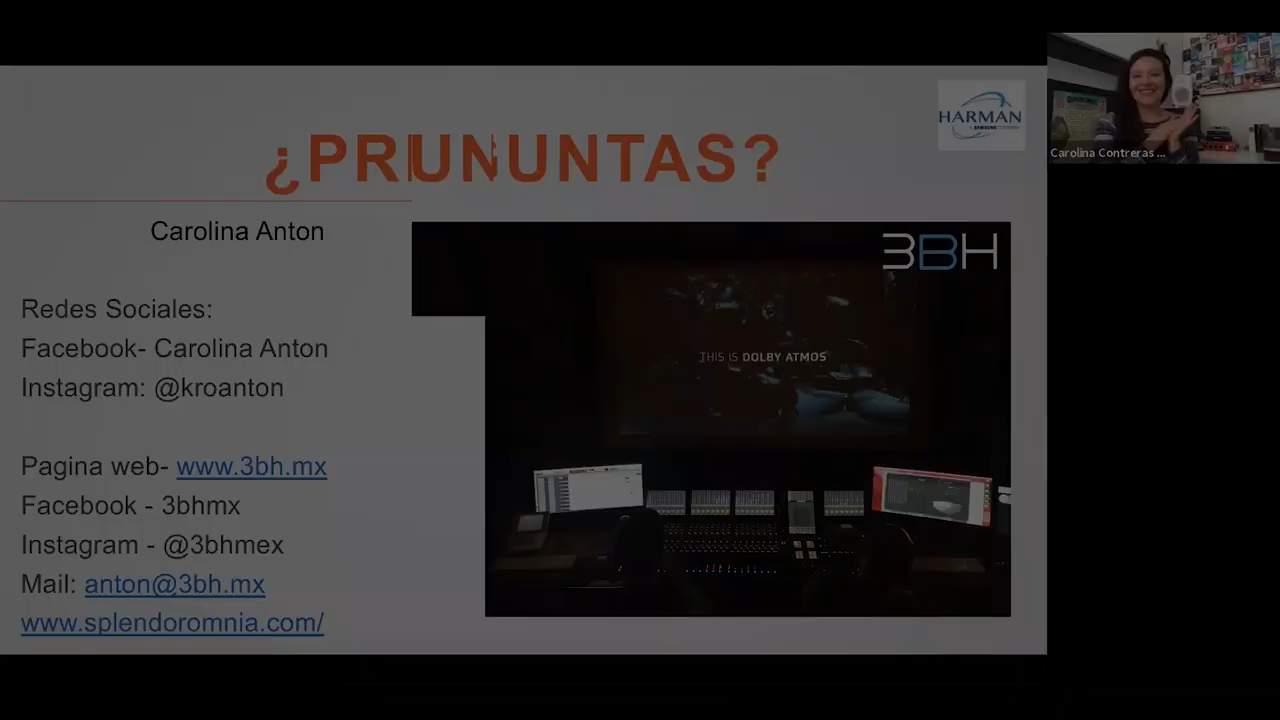 ¿PRUNUNTAS?
HARMAN
Carolina Contreras ...
Carolina Anton
3BH
Redes Sociales:
Facebook- Carolina Anton
Instagram: @kroanton
THIS IS DOLBY ATMOS
Pagina web- www.3bh.mx
Facebook - 3bhmx
Instagram - @3bhmex
Mail: anton@3bh.mx
www.splendoromnia.com/